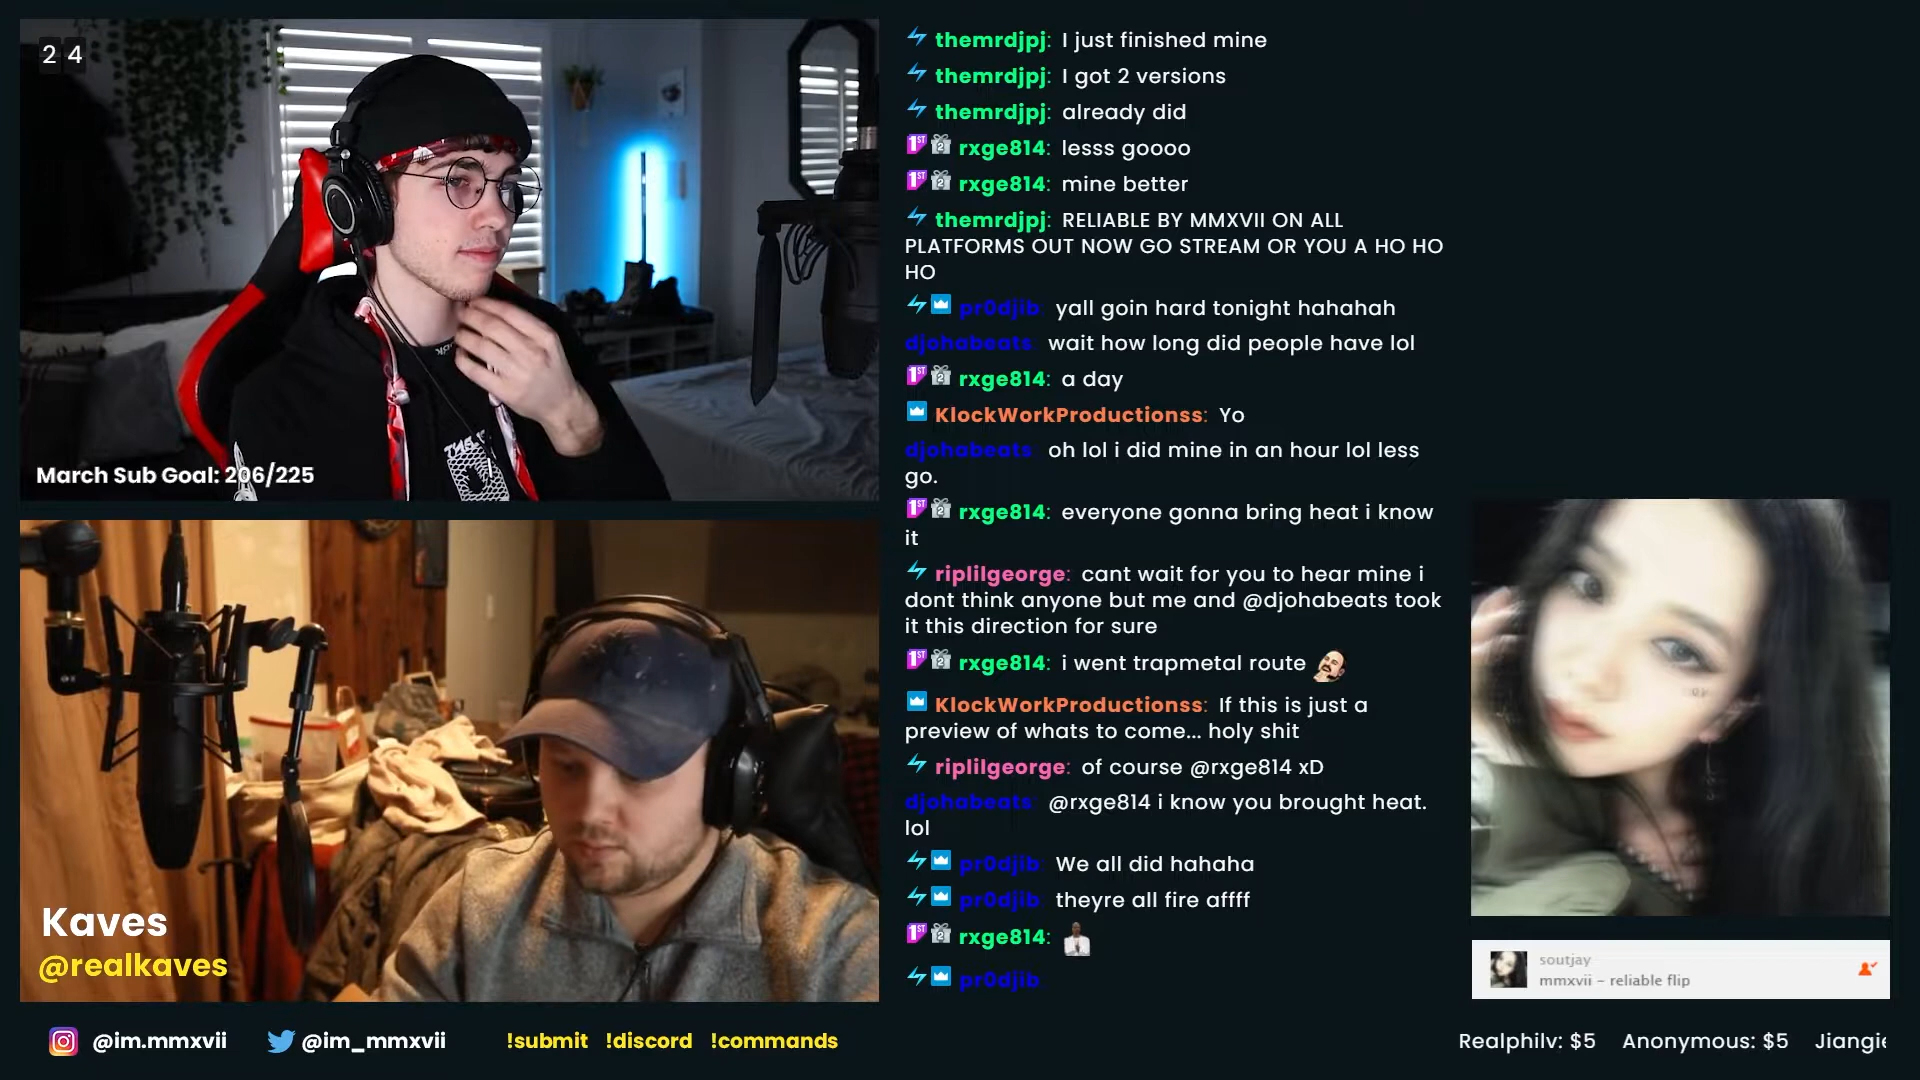 2 4
March Sub Goal: 206/225
Kaves
@realkaves
themrdjpj: I just finished mine
themrdjpj: I got 2 versions
themrdjpj: already did
rxge814: lesss goooo
rxge814: mine better
themrdjpj: RELIABLE BY MMXVII ON ALL
PLATFORMS OUT NOW GO STREAM OR YOU A HO HO
HO
pr0djib: yall goin hard tonight hahahah
djohabeats: wait how long did people have lol
rxge814: a day
KlockWorkProductionss: Yo
djohabeats: oh lol i did mine in an hour lol less
go.
rxge814: everyone gonna bring heat i know
it
riplilgeorge: cant wait for you to hear mine i
dont think anyone but me and @djohabeats took
it this direction for sure
rxge814: i went trapmetal route
KlockWorkProductionss: If this is just a
preview of whats to come... holy shit
riplilgeorge: of course @rxge814 xD
djohabeats: @rxge814 i know you brought heat.
lol
pr0djib: We all did hahaha
pr0djib: theyre all fire affff
rxge814:
pr0djib
soutjay
mmxvii - reliable flip
@im.mmxvii @im_mmxvii !submit !discord !commands
Realphilv: $5 Anonymous: $5 Jiangi